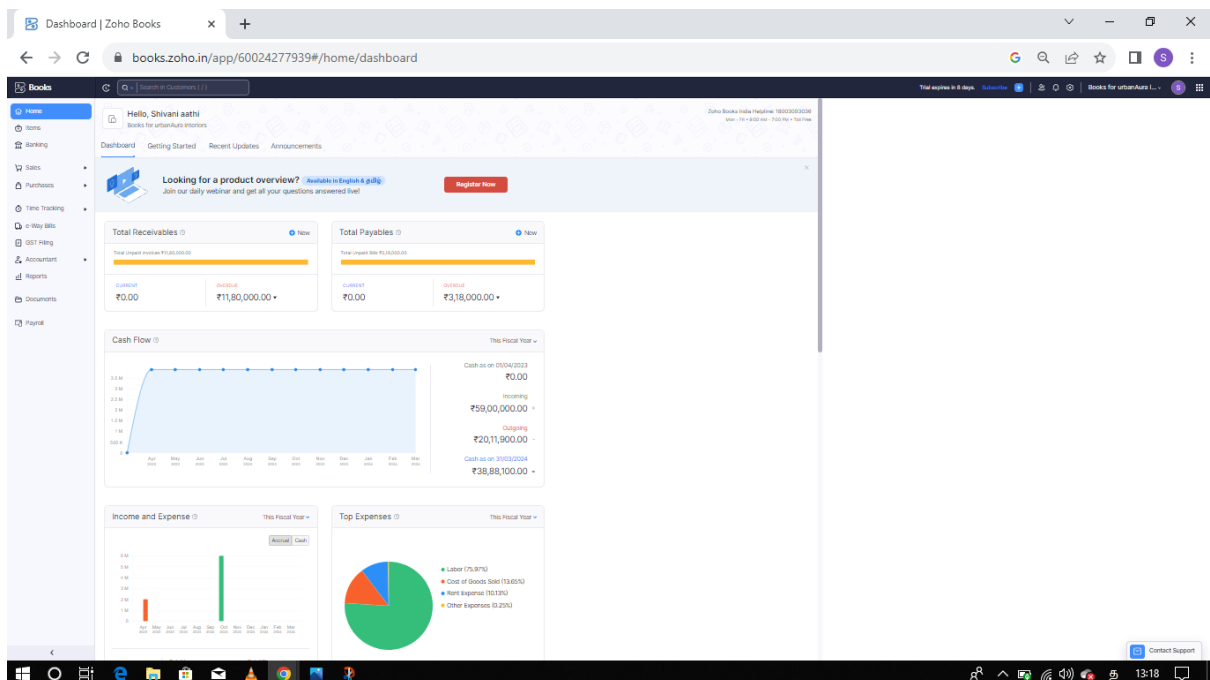 Dashboard | Zoho Books
books.zoho.in/app/60024277939#/home/dashboard
S
Books
Search in Customers ( / )
Trial expires in 8 days.
Subscribe
Books for urbanAura i...
S
Home
Items
Banking
Sales
Purchases
Time Tracking
e-Way Bills
GST Filing
Accountant
Reports
Documents
Payroll
Hello, Shivani aathi
Books for urbanAura interiors
Zoho Books India Helpline: 18003093036
Mon - Fri • 9:00 AM - 7:00 PM • Toll Free
Dashboard Getting Started Recent Updates Announcements
Looking for a product overview? Available in English & தமிழ்
Join our daily webinar and get all your questions answered live!
Register Now
Total Receivables
New
Total Unpaid Invoices ₹11,80,000.00
CURRENT
₹0.00
OVERDUE
₹11,80,000.00
Total Payables
New
Total Unpaid Bills ₹3,18,000.00
CURRENT
₹0.00
OVERDUE
₹3,18,000.00
Cash Flow
This Fiscal Year
3.5 M
3 M
2.5 M
2 M
1.5 M
1 M
0
Apr May Jun Jul Aug Sep Oct Nov Dec Jan Feb Mar
Cash as on 01/04/2023
₹0.00
Incoming
₹59,00,000.00
Outgoing
₹20,11,900.00
Cash as on 31/03/2024
₹38,88,100.00
Income and Expense
This Fiscal Year
Accrual Cash
6 M
5 M
4 M
3 M
2 M
1 M
0
Apr May Jun Jul Aug Sep Oct Nov Dec Jan Feb Mar
Top Expenses
This Fiscal Year
Labor (75.97%)
Cost of Goods Sold (13.65%)
Rent Expense (10.13%)
Other Expenses (0.25%)
Contact Support
13:18